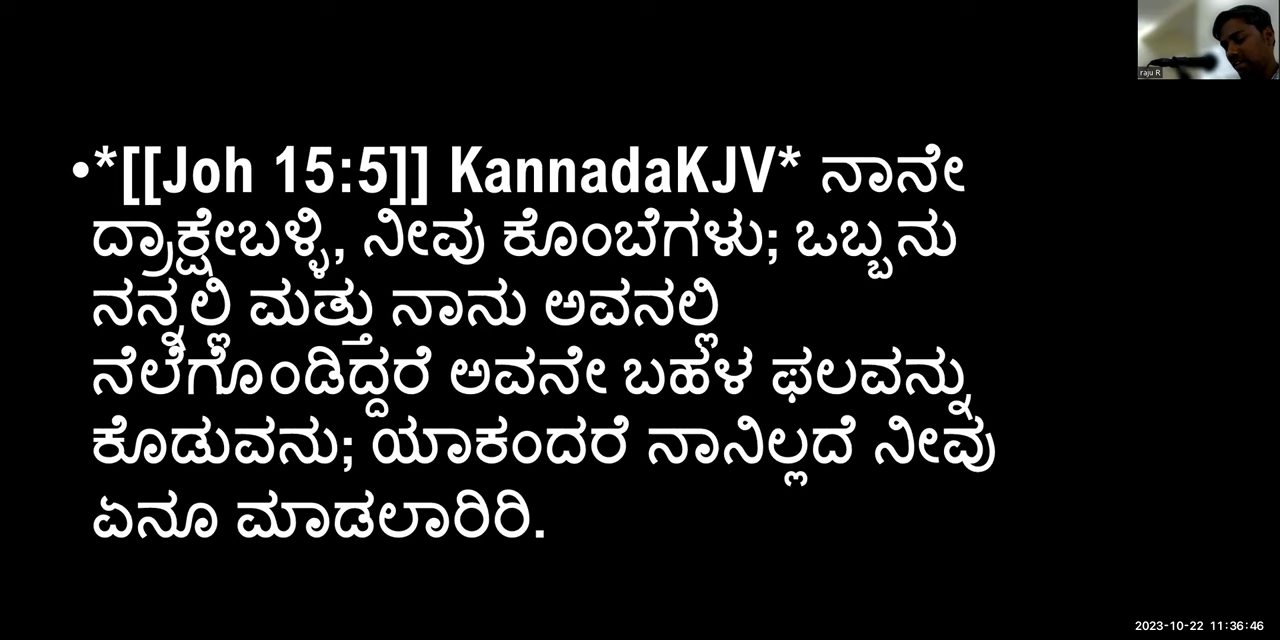 •*[[Joh 15:5]] KannadaKJV* ನಾನೇ
ದ್ರಾಕ್ಷೇಬಳ್ಳಿ, ನೀವು ಕೊಂಬೆಗಳು; ಒಬ್ಬನು
ನನ್ನಲ್ಲಿ ಮತ್ತು ನಾನು ಅವನಲ್ಲಿ
ನೆಲೆಗೊಂಡಿದ್ದರೆ ಅವನೇ ಬಹಳ ಫಲವನ್ನು
ಕೊಡುವನು; ಯಾಕಂದರೆ ನಾನಿಲ್ಲದೆ ನೀವು
ಏನೂ ಮಾಡಲಾರಿರಿ.
raju R
2023-10-22 11:36:46